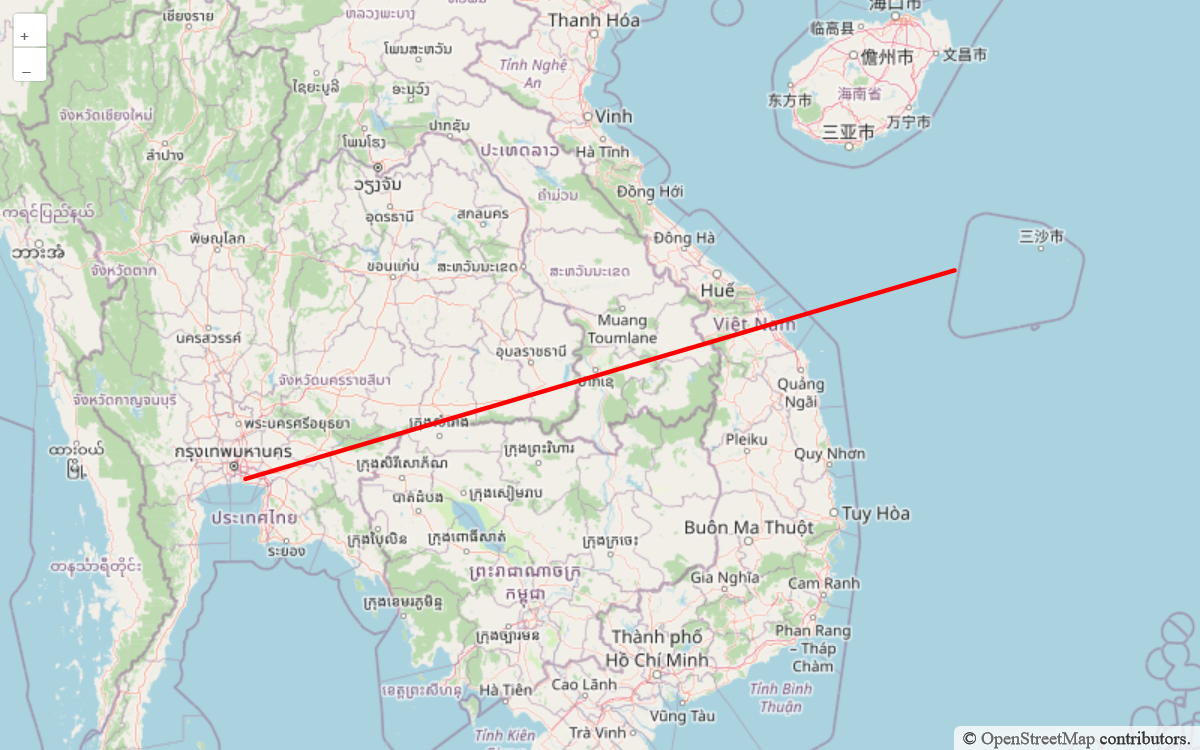 +
–
ເชียงราย
ຫລວງພະບາງ
Thanh Hóa
海口市
临高县
儋州市
文昌市
ໂພນສະຫວັນ
Tỉnh Nghệ
An
ໄຊຍະບູລີ
ອະນຸວົງ
海南省
东方市
万宁市
三亚市
จังหวัดเชียงใหม่
ลำปาง
ປາກຊັນ
Vinh
ໂພນໂຮງ
ປະເທດລາວ
Hà Tĩnh
ວຽງຈັນ
ຄໍາມ່ວນ
Đồng Hới
ကရင်ပြည်နယ်
อุดรธานี
สกลนคร
ဘားအံ
พิษณุโลก
Đông Hà
三沙市
จังหวัดตาก
ขอนแก่น
ສະຫວັນນະເຂດ
ສະຫວັນນະເຂດ
Huế
Muang
Toumlane
Việt Nam
นครสวรรค์
อุบลราชธานี
ປາກເຊ
จังหวัดนครราชสีมา
Quảng
Ngãi
จังหวัดกาญจนบุรี
พระนครศรีอยุธยา
Pleiku
ထားဝယ်
မြို့
กรุงเทพมหานคร
ក្រុងព្រះវិហារ
Quy Nhơn
ក្រុងសិរីសោភ័ណ
បាត់ដំបង
ក្រុងសៀមរាប
ประเทศไทย
Buôn Ma Thuột
Tuy Hòa
ระยอง
ក្រុងប៉ៃលិន
ក្រុងពោធិ៍សាត់
ក្រុងក្រចេះ
တနင်္သာရီတိုင်း
ព្រះរាជាណាចក្រ
កម្ពុជា
Gia Nghĩa
Cam Ranh
ក្រុងខេមរភូមិន្ទ
ក្រុងច្បារមន
Thành phố
Hồ Chí Minh
Phan Rang
– Tháp
Chàm
ខេត្តព្រះសីហនុ
Hà Tiên
Cao Lãnh
Tỉnh Bình
Thuận
Vũng Tàu
Tỉnh Kiên
Trà Vinh
© OpenStreetMap contributors.